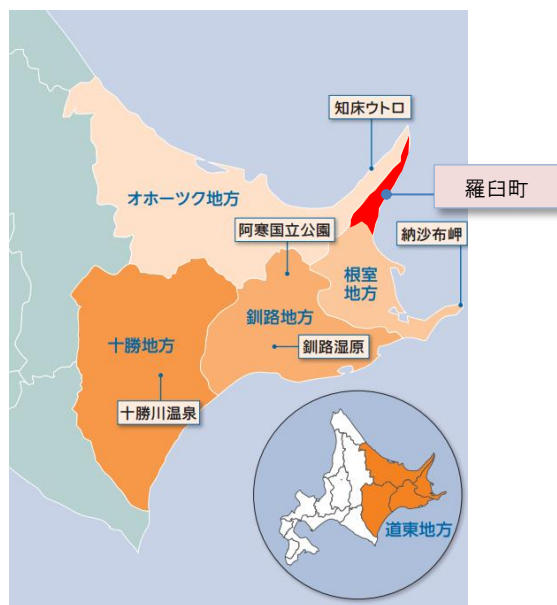 知床ウトロ
羅臼町
オホーツク地方
阿寒国立公園
納沙布岬
根室
地方
釧路地方
十勝地方
釧路湿原
十勝川温泉
道東地方